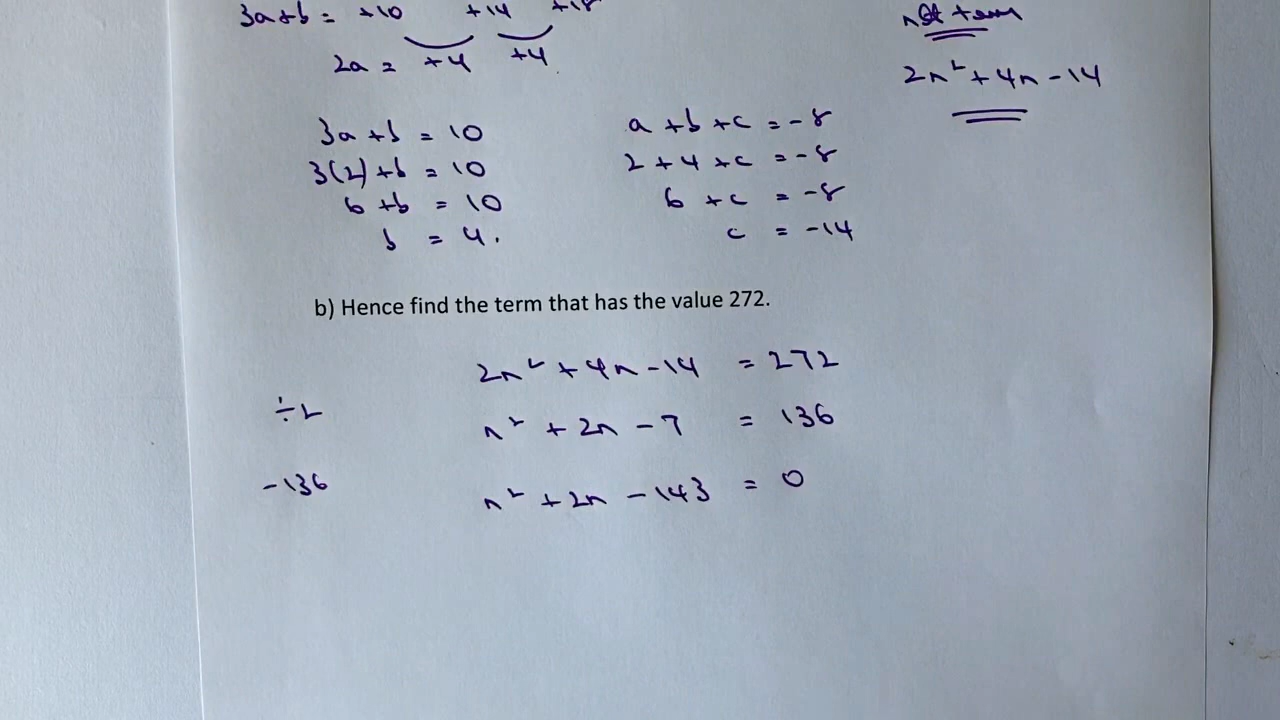 3a+b = +10 +14 +18
2a = +4 +4
nth term
2n² + 4n - 14
3a + b = 10
3(2) + b = 10
6 + b = 10
b = 4.
a + b + c = -8
2 + 4 + c = -8
6 + c = -8
c = -14
b) Hence find the term that has the value 272.
2n² + 4n - 14 = 272
÷2 n² + 2n - 7 = 136
-136 n² + 2n - 143 = 0